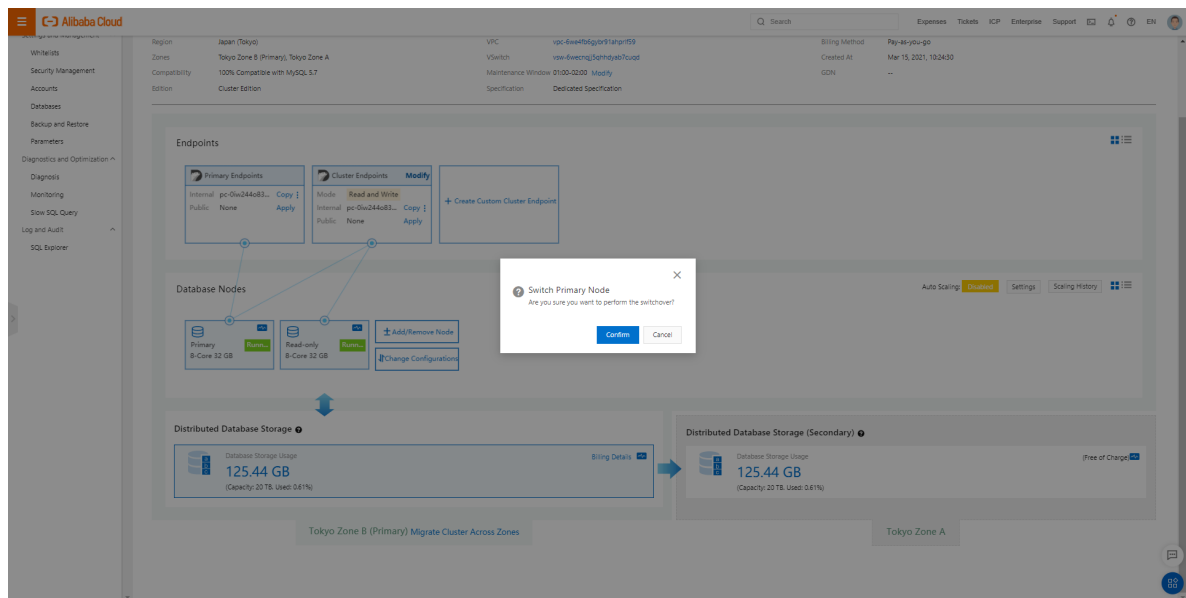 Alibaba Cloud
Search
Expenses Tickets ICP Enterprise Support EN
Whitelists
Security Management
Accounts
Databases
Backup and Restore
Parameters
Diagnostics and Optimization
Diagnosis
Monitoring
Slow SQL Query
Log and Audit
SQL Explorer
Region Japan (Tokyo) VPC vpc-6we4fb6gybr91ahprif59 Billing Method Pay-as-you-go
Zones Tokyo Zone B (Primary), Tokyo Zone A VSwitch Created At Mar 15, 2021, 10:24:50
Compatibility 100% Compatible with MySQL 5.7 Maintenance Window 01:00-02:00 Modify GDN --
Edition Cluster Edition Specification Dedicated Specification
Endpoints
Primary Endpoints
Internal pc-0iw244o83... Copy
Public None Apply
Cluster Endpoints Modify
Mode Read and Write
Internal pc-0iw244o83... Copy
Public None Apply
+ Create Custom Cluster Endpoint
Database Nodes
Auto Scaling: Disabled Settings Scaling History
Primary Runn...
8-Core 32 GB
Read-only Runn...
8-Core 32 GB
Add/Remove Node
Change Configurations
Switch Primary Node
Are you sure you want to perform the switchover?
Confirm Cancel
Distributed Database Storage
Database Storage Usage Billing Details
125.44 GB
(Capacity: 20 TB, Used: 0.61%)
Distributed Database Storage (Secondary)
Database Storage Usage (Free of Charge)
125.44 GB
(Capacity: 20 TB, Used: 0.61%)
Tokyo Zone B (Primary) Migrate Cluster Across Zones
Tokyo Zone A